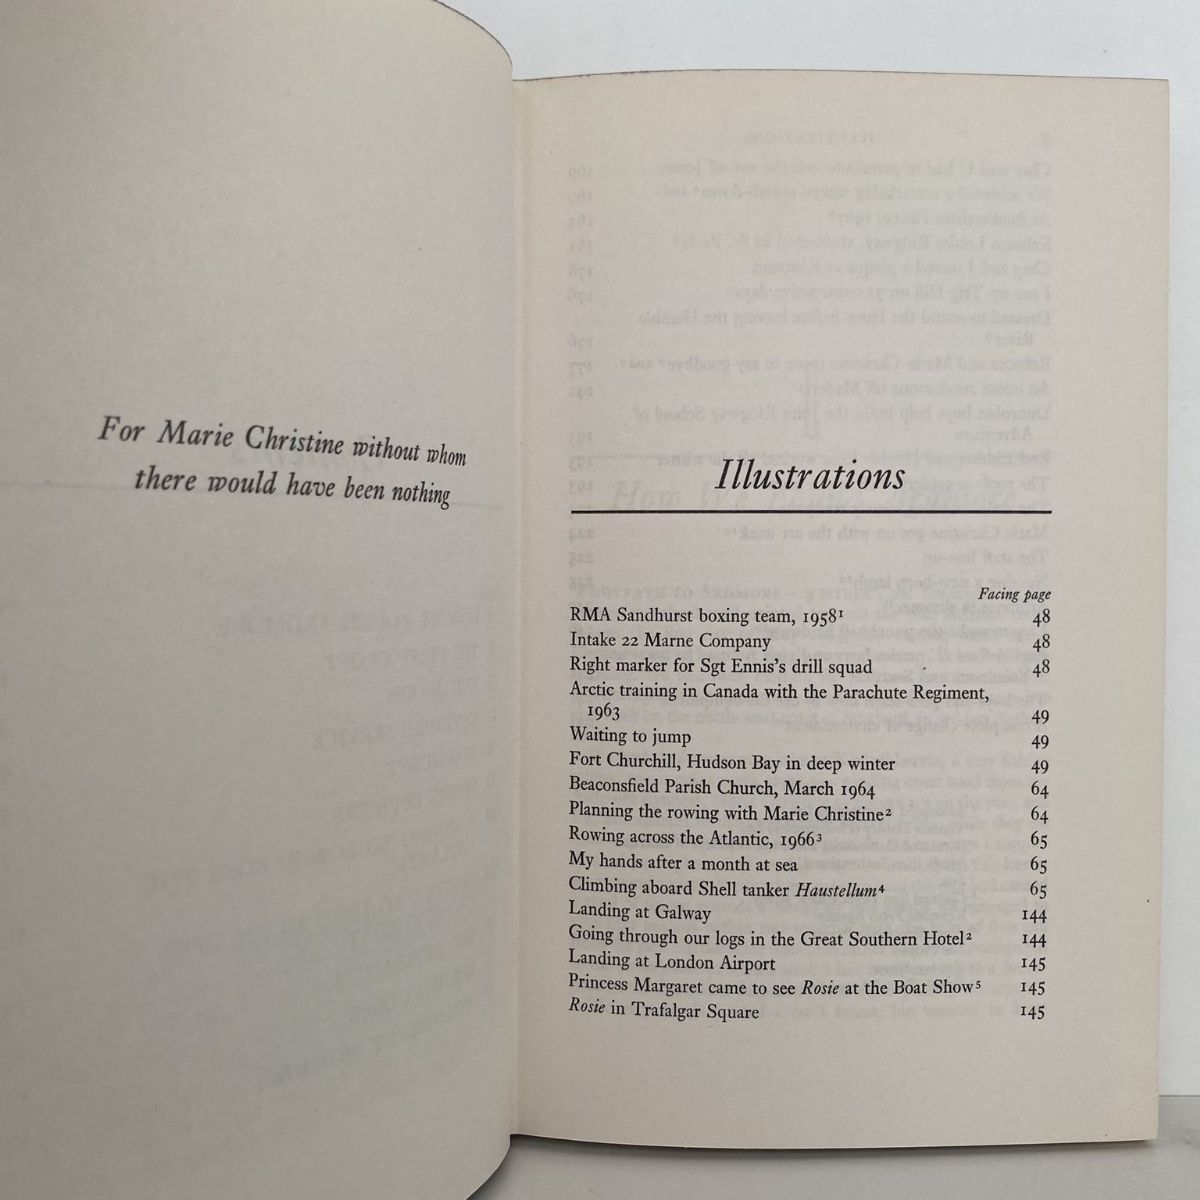 For Marie Christine without whom
there would have been nothing
Illustrations
Facing page
RMA Sandhurst boxing team, 1958¹ 48
Intake 22 Marne Company 48
Right marker for Sgt Ennis's drill squad 48
Arctic training in Canada with the Parachute Regiment,
1963 49
Waiting to jump 49
Fort Churchill, Hudson Bay in deep winter 49
Beaconsfield Parish Church, March 1964 64
Planning the rowing with Marie Christine² 64
Rowing across the Atlantic, 1966³ 65
My hands after a month at sea 65
Climbing aboard Shell tanker Haustellum⁴ 65
Landing at Galway 144
Going through our logs in the Great Southern Hotel² 144
Landing at London Airport 145
Princess Margaret came to see Rosie at the Boat Show⁵ 145
Rosie in Trafalgar Square 145